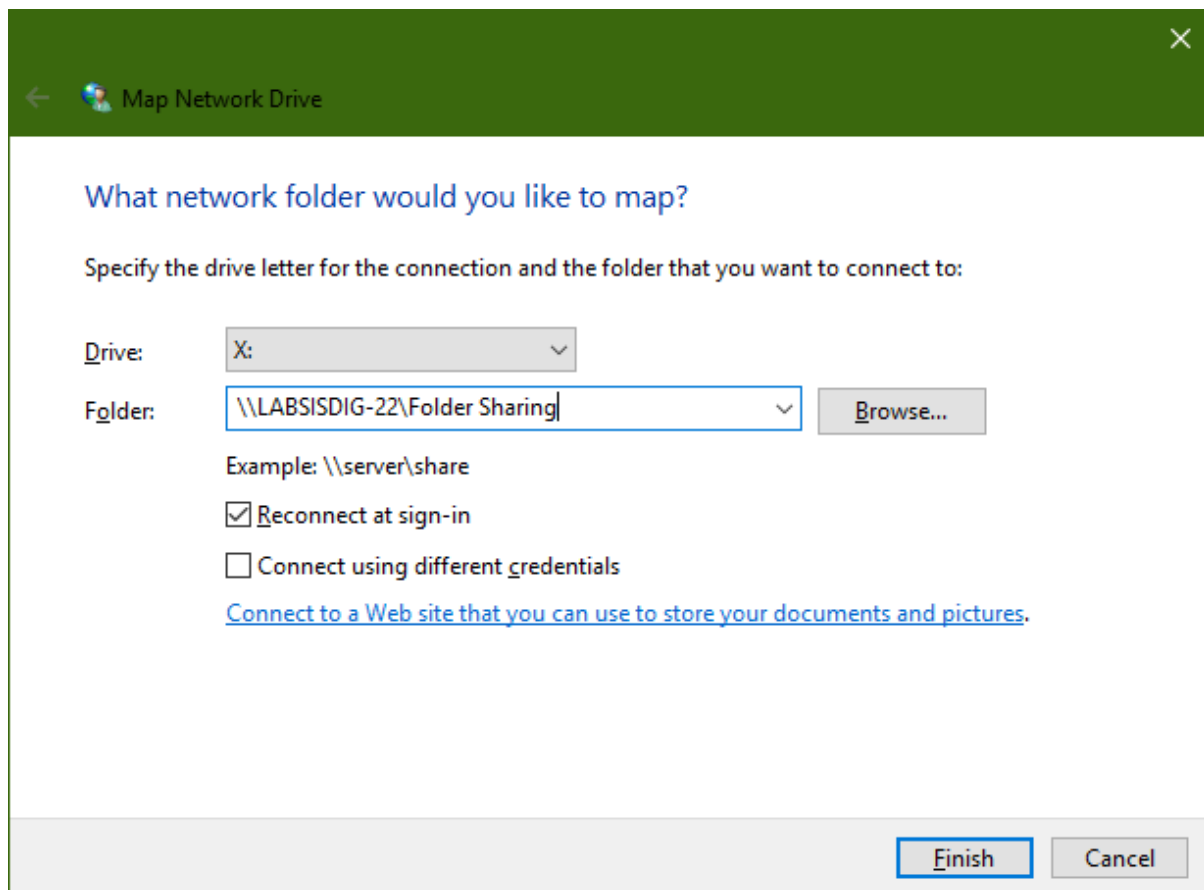 Map Network Drive
What network folder would you like to map?
Specify the drive letter for the connection and the folder that you want to connect to:
Drive: X:
Folder: \\LABSISDIG-22\Folder Sharing Browse...
Example: \\server\share
Reconnect at sign-in
Connect using different credentials
Connect to a Web site that you can use to store your documents and pictures.
Finish Cancel